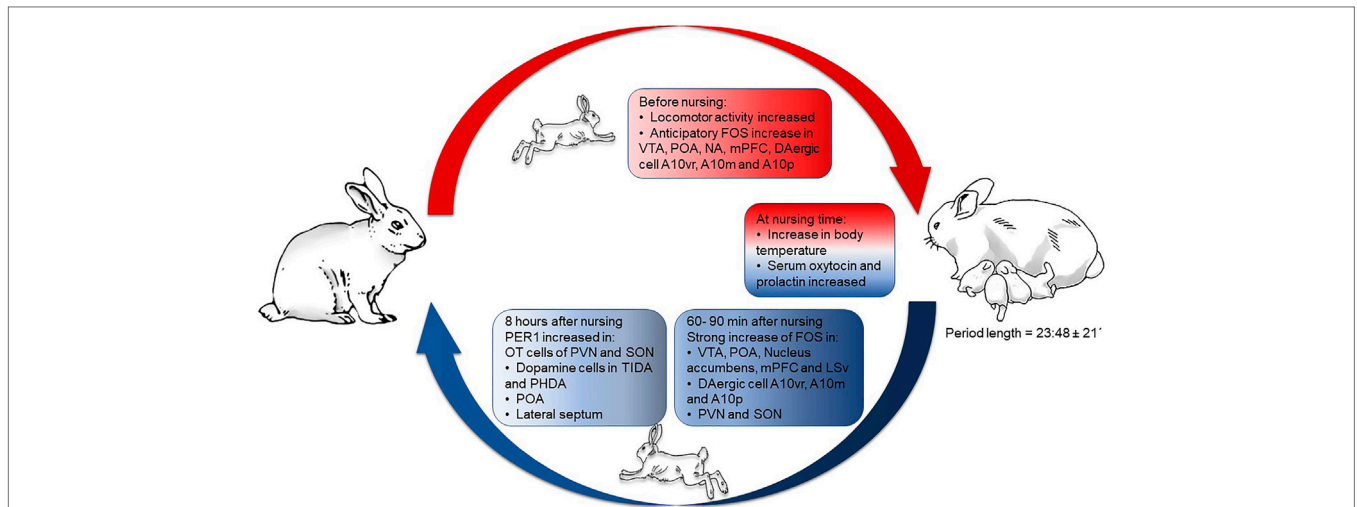 Before nursing:
• Locomotor activity increased
• Anticipatory FOS increase in
VTA, POA, NA, mPFC, DAergic
cell A10vr, A10m and A10p
At nursing time:
• Increase in body
temperature
• Serum oxytocin and
prolactin increased
Period length = 23:48 ± 21´
8 hours after nursing
PER1 increased in:
OT cells of PVN and SON
• Dopamine cells in TIDA
and PHDA
• POA
• Lateral septum
60- 90 min after nursing
Strong increase of FOS in:
• VTA, POA, Nucleus
accumbens, mPFC and LSv
• DAergic cell A10vr, A10m
and A10p
• PVN and SON